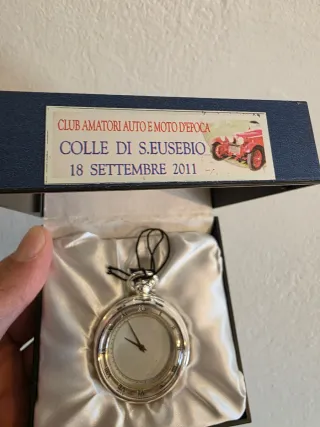 CLUB AMATORI AUTO E MOTO D'EPOCA
COLLE DI S.EUSEBIO
18 SETTEMBRE 2011